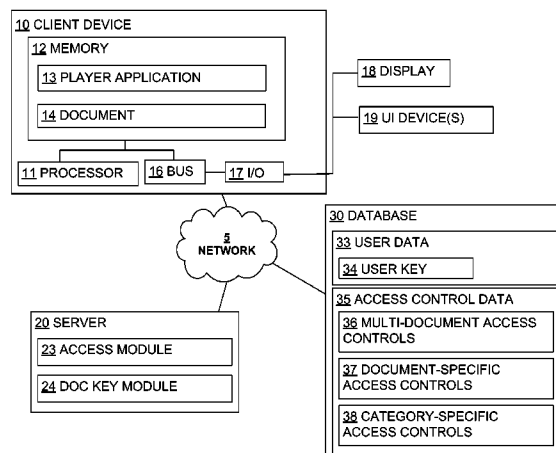 10 CLIENT DEVICE
12 MEMORY
13 PLAYER APPLICATION
14 DOCUMENT
11 PROCESSOR
16 BUS
17 I/O
18 DISPLAY
19 UI DEVICE(S)
5
NETWORK
20 SERVER
23 ACCESS MODULE
24 DOC KEY MODULE
30 DATABASE
33 USER DATA
34 USER KEY
35 ACCESS CONTROL DATA
36 MULTI-DOCUMENT ACCESS
CONTROLS
37 DOCUMENT-SPECIFIC
ACCESS CONTROLS
38 CATEGORY-SPECIFIC
ACCESS CONTROLS